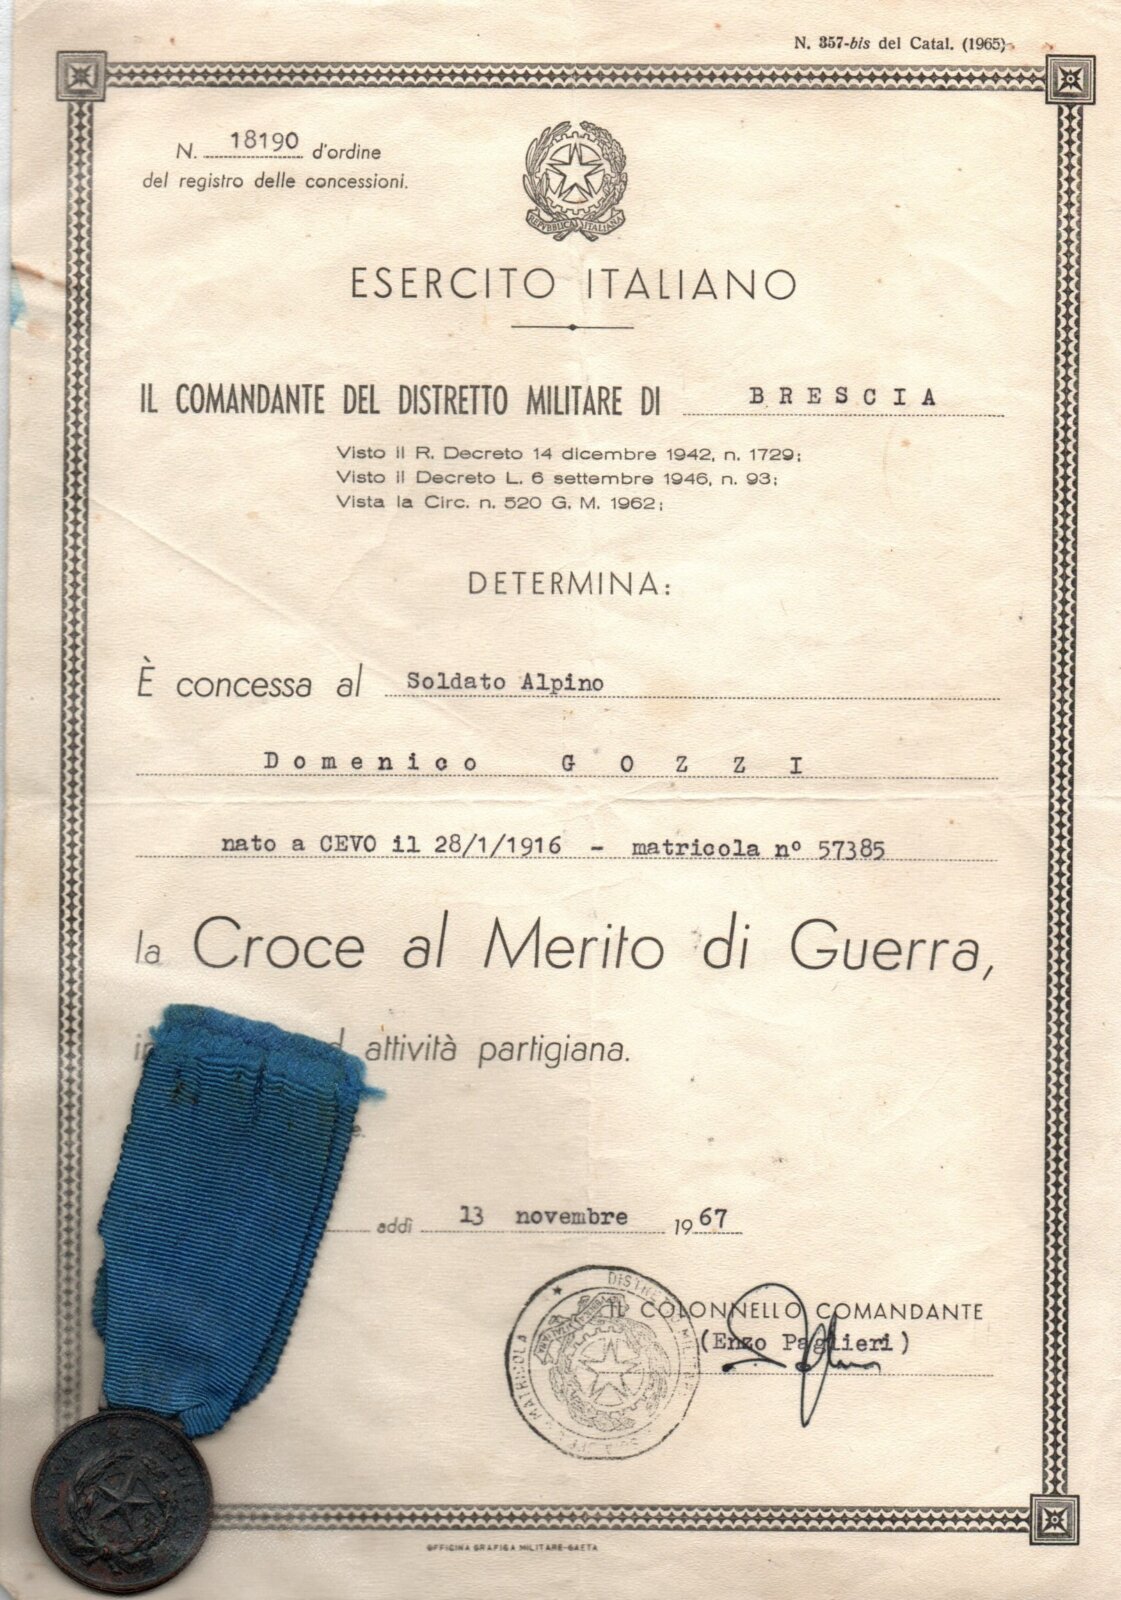 N. 357-bis del Catal. (1965)
N. 18190 d'ordine
del registro delle concessioni.
REPVBBLICA ITALIANA
ESERCITO ITALIANO
IL COMANDANTE DEL DISTRETTO MILITARE DI BRESCIA
Visto il R. Decreto 14 dicembre 1942, n. 1729;
Visto il Decreto L. 6 settembre 1946, n. 93;
Vista la Circ. n. 520 G. M. 1962;
DETERMINA:
È concessa al Soldato Alpino
Domenico GOZZI
nato a CEVO il 28/1/1916 - matricola n° 57385
la Croce al Merito di Guerra,
attività partigiana.
addì 13 novembre 1967
IL COLONNELLO COMANDANTE
(Enzo Paglieri)
MATRICOLA
OFFICINA GRAFICA MILITARE-GAETA